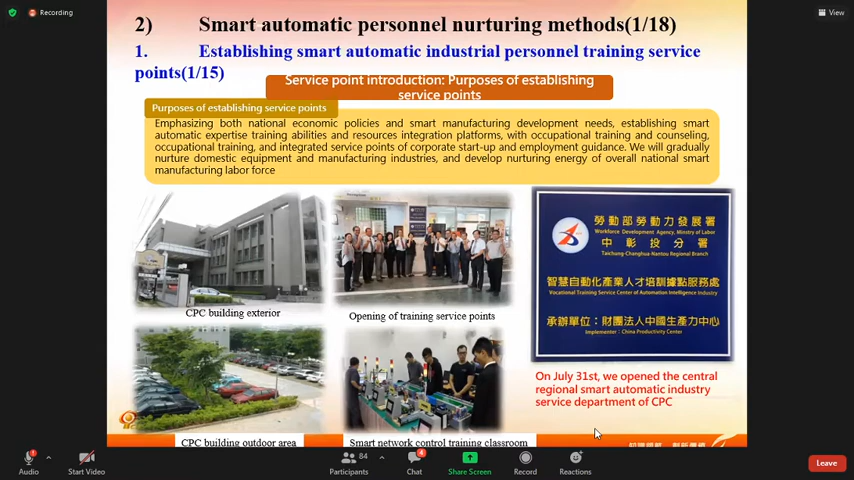 Recording
View
2) Smart automatic personnel nurturing methods(1/18)
1. Establishing smart automatic industrial personnel training service
points(1/15)
Service point introduction: Purposes of establishing
service points
Purposes of establishing service points
Emphasizing both national economic policies and smart manufacturing development needs, establishing smart
automatic expertise training abilities and resources integration platforms, with occupational training and counseling,
occupational training, and integrated service points of corporate start-up and employment guidance. We will gradually
nurture domestic equipment and manufacturing industries, and develop nurturing energy of overall national smart
manufacturing labor force
勞動部勞動力發展署
Workforce Development Agency, Ministry of Labor
中彰投分署
Taichung-Changhua-Nantou Regional Branch
智慧自動化產業人才培訓據點服務處
Vocational Training Service Center of Automation Intelligence Industry
承辦單位：財團法人中國生產力中心
Implementer : China Productivity Center
CPC building exterior
Opening of training service points
On July 31st, we opened the central
regional smart automatic industry
service department of CPC
CPC building outdoor area
Smart network control training classroom
84
4
Audio
Start Video
Participants
Chat
Share Screen
Record
Reactions
Leave